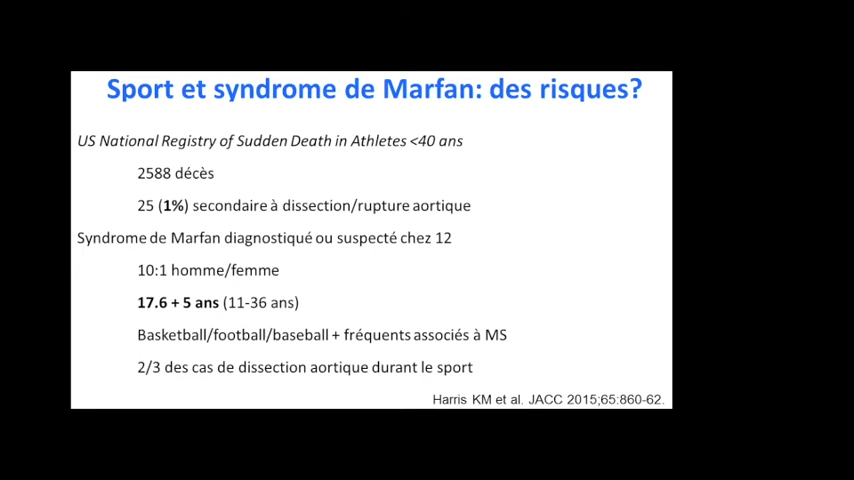 Sport et syndrome de Marfan: des risques?
US National Registry of Sudden Death in Athletes <40 ans
2588 décès
25 (1%) secondaire à dissection/rupture aortique
Syndrome de Marfan diagnostiqué ou suspecté chez 12
10:1 homme/femme
17.6 + 5 ans (11-36 ans)
Basketball/football/baseball + fréquents associés à MS
2/3 des cas de dissection aortique durant le sport
Harris KM et al. JACC 2015;65:860-62.